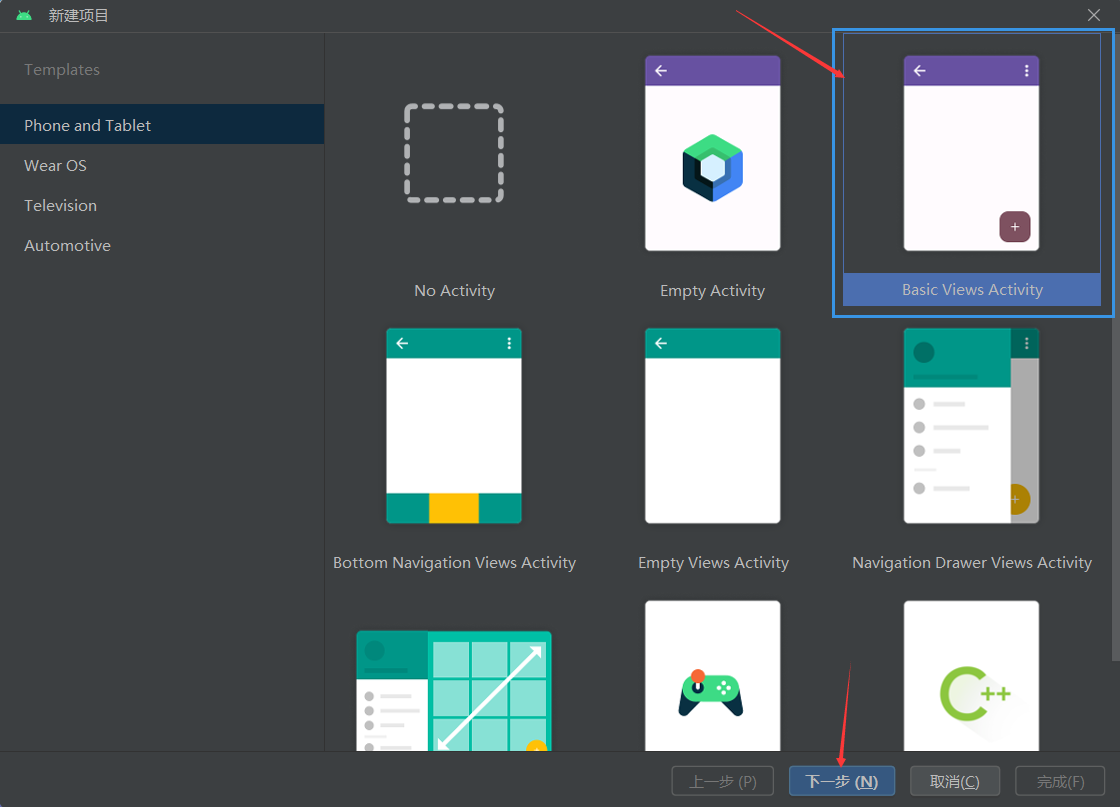 新建项目
Templates
Phone and Tablet
Wear OS
Television
Automotive
No Activity
Empty Activity
Basic Views Activity
Bottom Navigation Views Activity
Empty Views Activity
Navigation Drawer Views Activity
C++
上一步 (P)
下一步 (N)
取消(C)
完成(F)